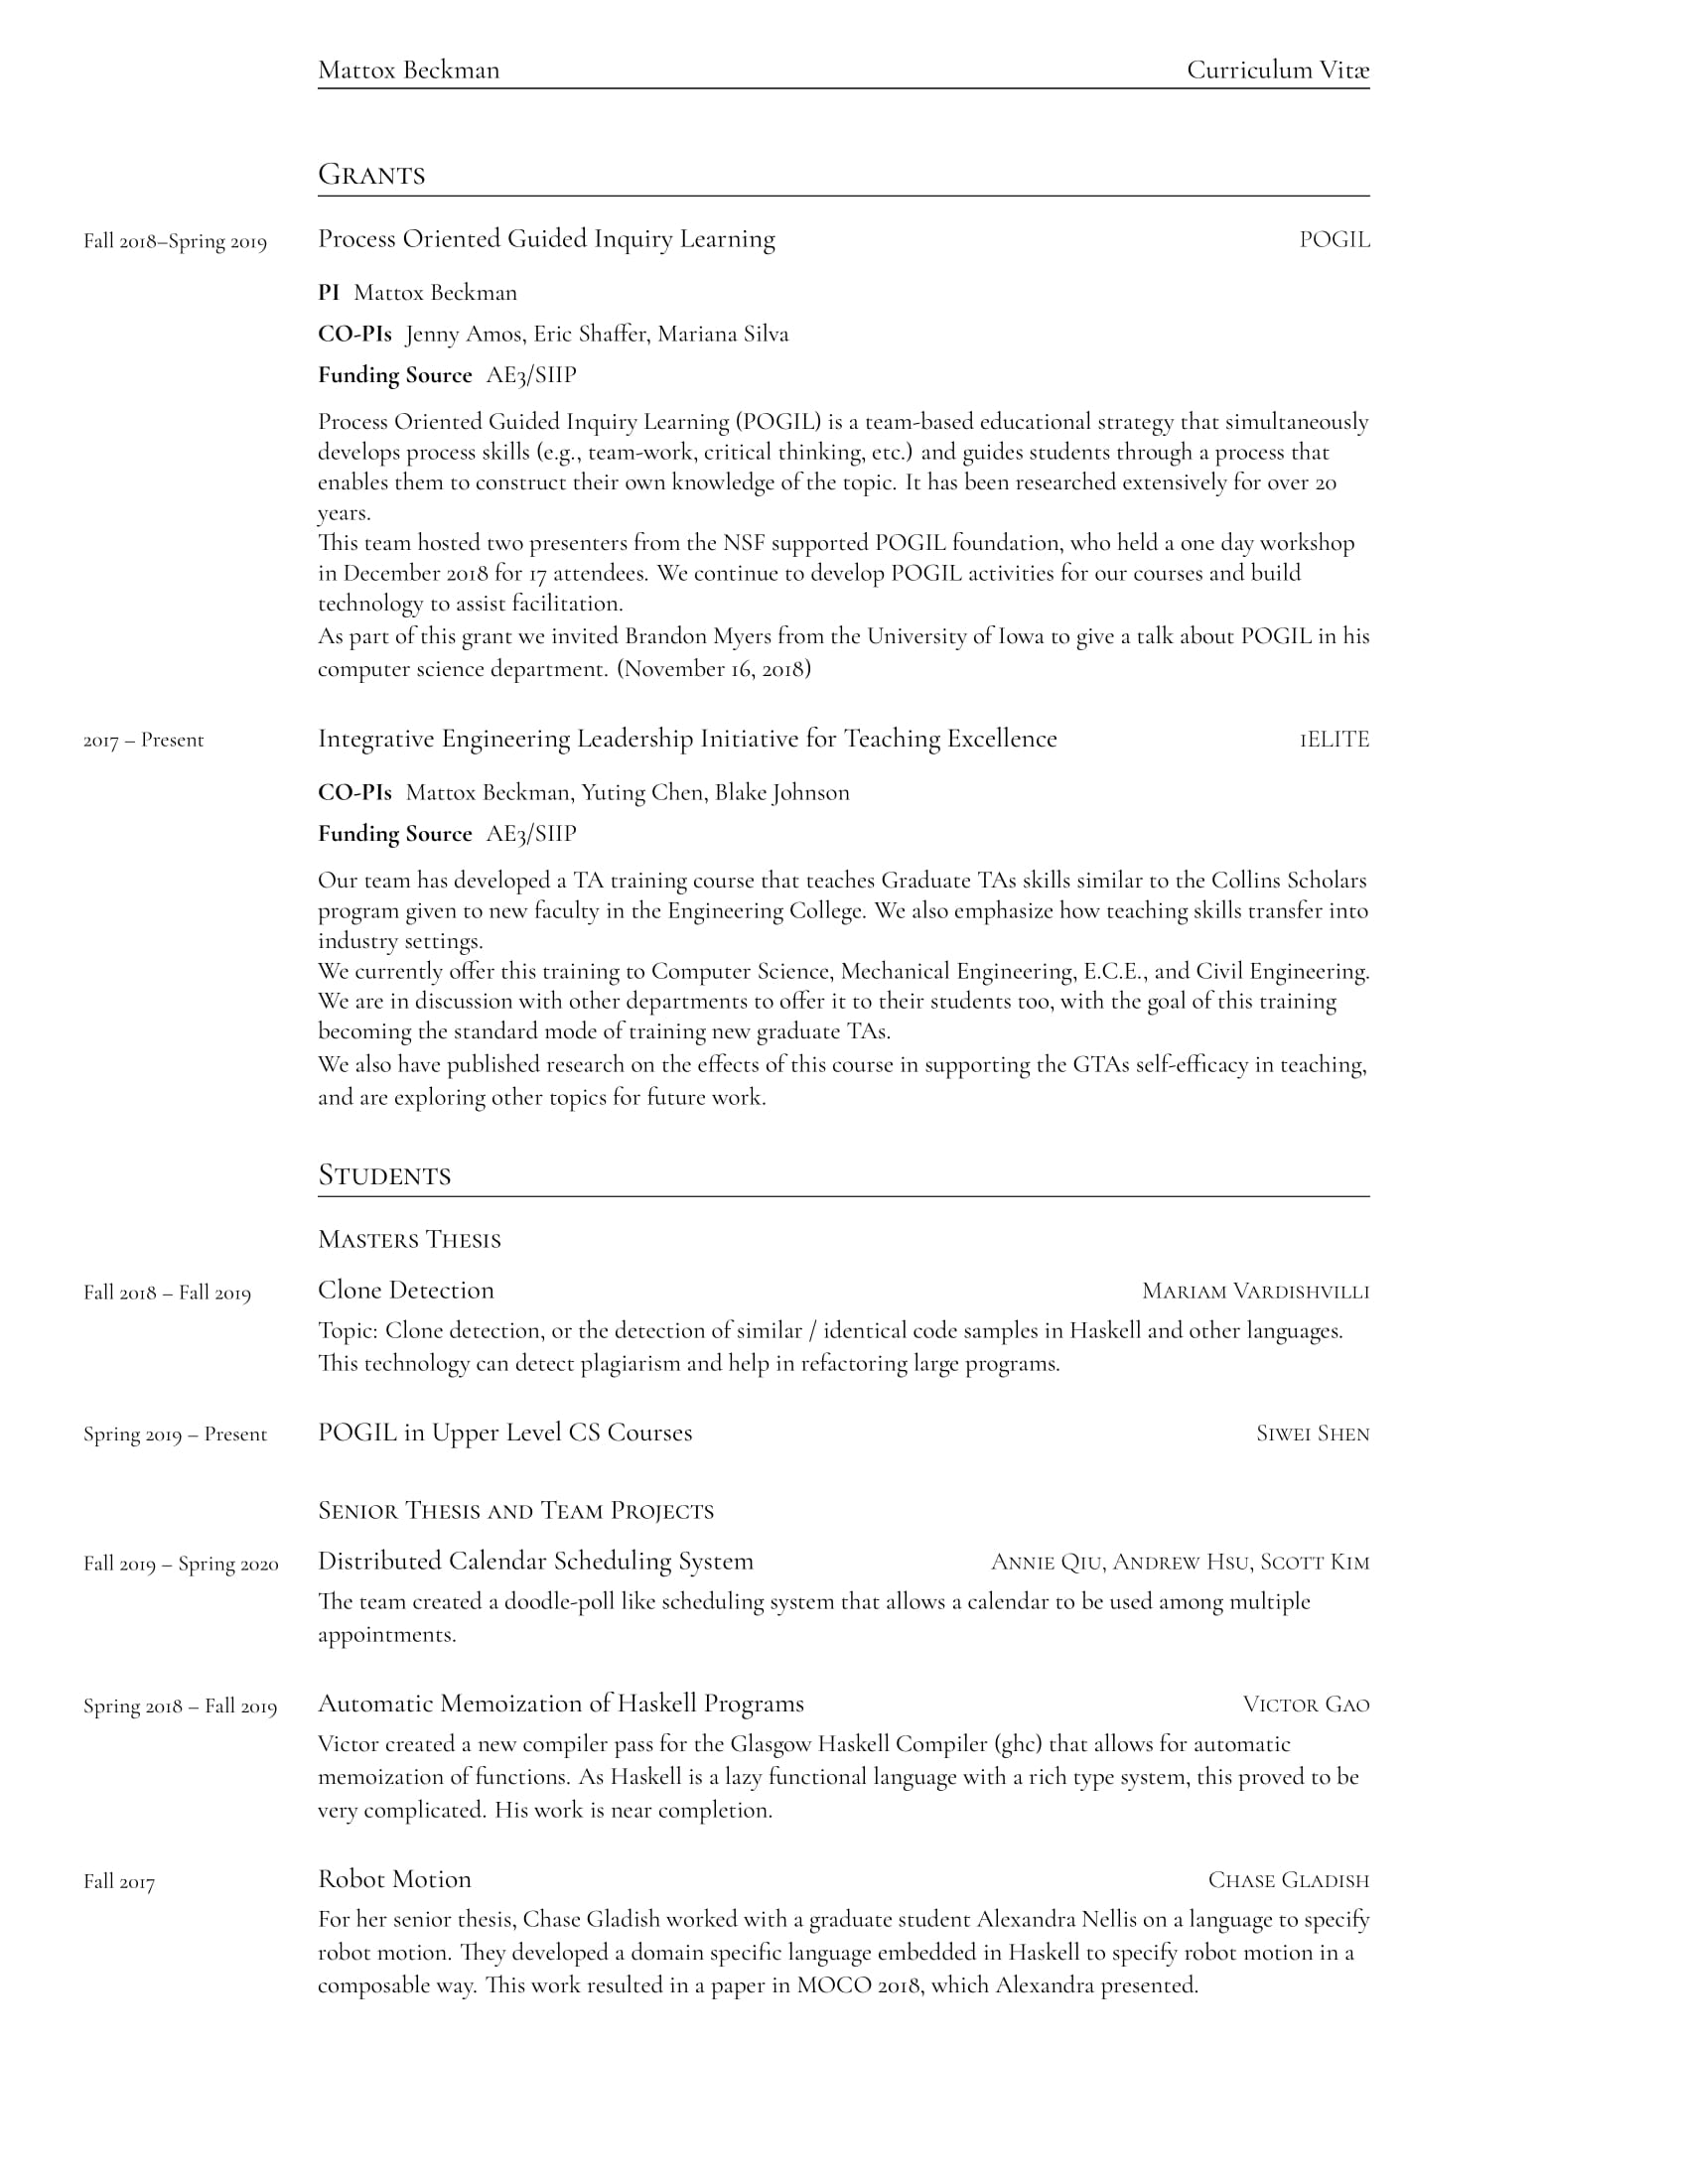 Mattox Beckman Curriculum Vitæ
Grants
Fall 2018–Spring 2019 Process Oriented Guided Inquiry Learning POGIL
PI Mattox Beckman
CO-PIs Jenny Amos, Eric Shaffer, Mariana Silva
Funding Source AE3/SIIP
Process Oriented Guided Inquiry Learning (POGIL) is a team-based educational strategy that simultaneously
develops process skills (e.g., team-work, critical thinking, etc.) and guides students through a process that
enables them to construct their own knowledge of the topic. It has been researched extensively for over 20
years.
This team hosted two presenters from the NSF supported POGIL foundation, who held a one day workshop
in December 2018 for 17 attendees. We continue to develop POGIL activities for our courses and build
technology to assist facilitation.
As part of this grant we invited Brandon Myers from the University of Iowa to give a talk about POGIL in his
computer science department. (November 16, 2018)
2017 – Present Integrative Engineering Leadership Initiative for Teaching Excellence iELITE
CO-PIs Mattox Beckman, Yuting Chen, Blake Johnson
Funding Source AE3/SIIP
Our team has developed a TA training course that teaches Graduate TAs skills similar to the Collins Scholars
program given to new faculty in the Engineering College. We also emphasize how teaching skills transfer into
industry settings.
We currently offer this training to Computer Science, Mechanical Engineering, E.C.E., and Civil Engineering.
We are in discussion with other departments to offer it to their students too, with the goal of this training
becoming the standard mode of training new graduate TAs.
We also have published research on the effects of this course in supporting the GTAs self-efficacy in teaching,
and are exploring other topics for future work.
Students
Masters Thesis
Fall 2018 – Fall 2019 Clone Detection Mariam Vardishvilli
Topic: Clone detection, or the detection of similar / identical code samples in Haskell and other languages.
This technology can detect plagiarism and help in refactoring large programs.
Spring 2019 – Present POGIL in Upper Level CS Courses Siwei Shen
Senior Thesis and Team Projects
Fall 2019 – Spring 2020 Distributed Calendar Scheduling System Annie Qiu, Andrew Hsu, Scott Kim
The team created a doodle-poll like scheduling system that allows a calendar to be used among multiple
appointments.
Spring 2018 – Fall 2019 Automatic Memoization of Haskell Programs Victor Gao
Victor created a new compiler pass for the Glasgow Haskell Compiler (ghc) that allows for automatic
memoization of functions. As Haskell is a lazy functional language with a rich type system, this proved to be
very complicated. His work is near completion.
Fall 2017 Robot Motion Chase Gladish
For her senior thesis, Chase Gladish worked with a graduate student Alexandra Nellis on a language to specify
robot motion. They developed a domain specific language embedded in Haskell to specify robot motion in a
composable way. This work resulted in a paper in MOCO 2018, which Alexandra presented.